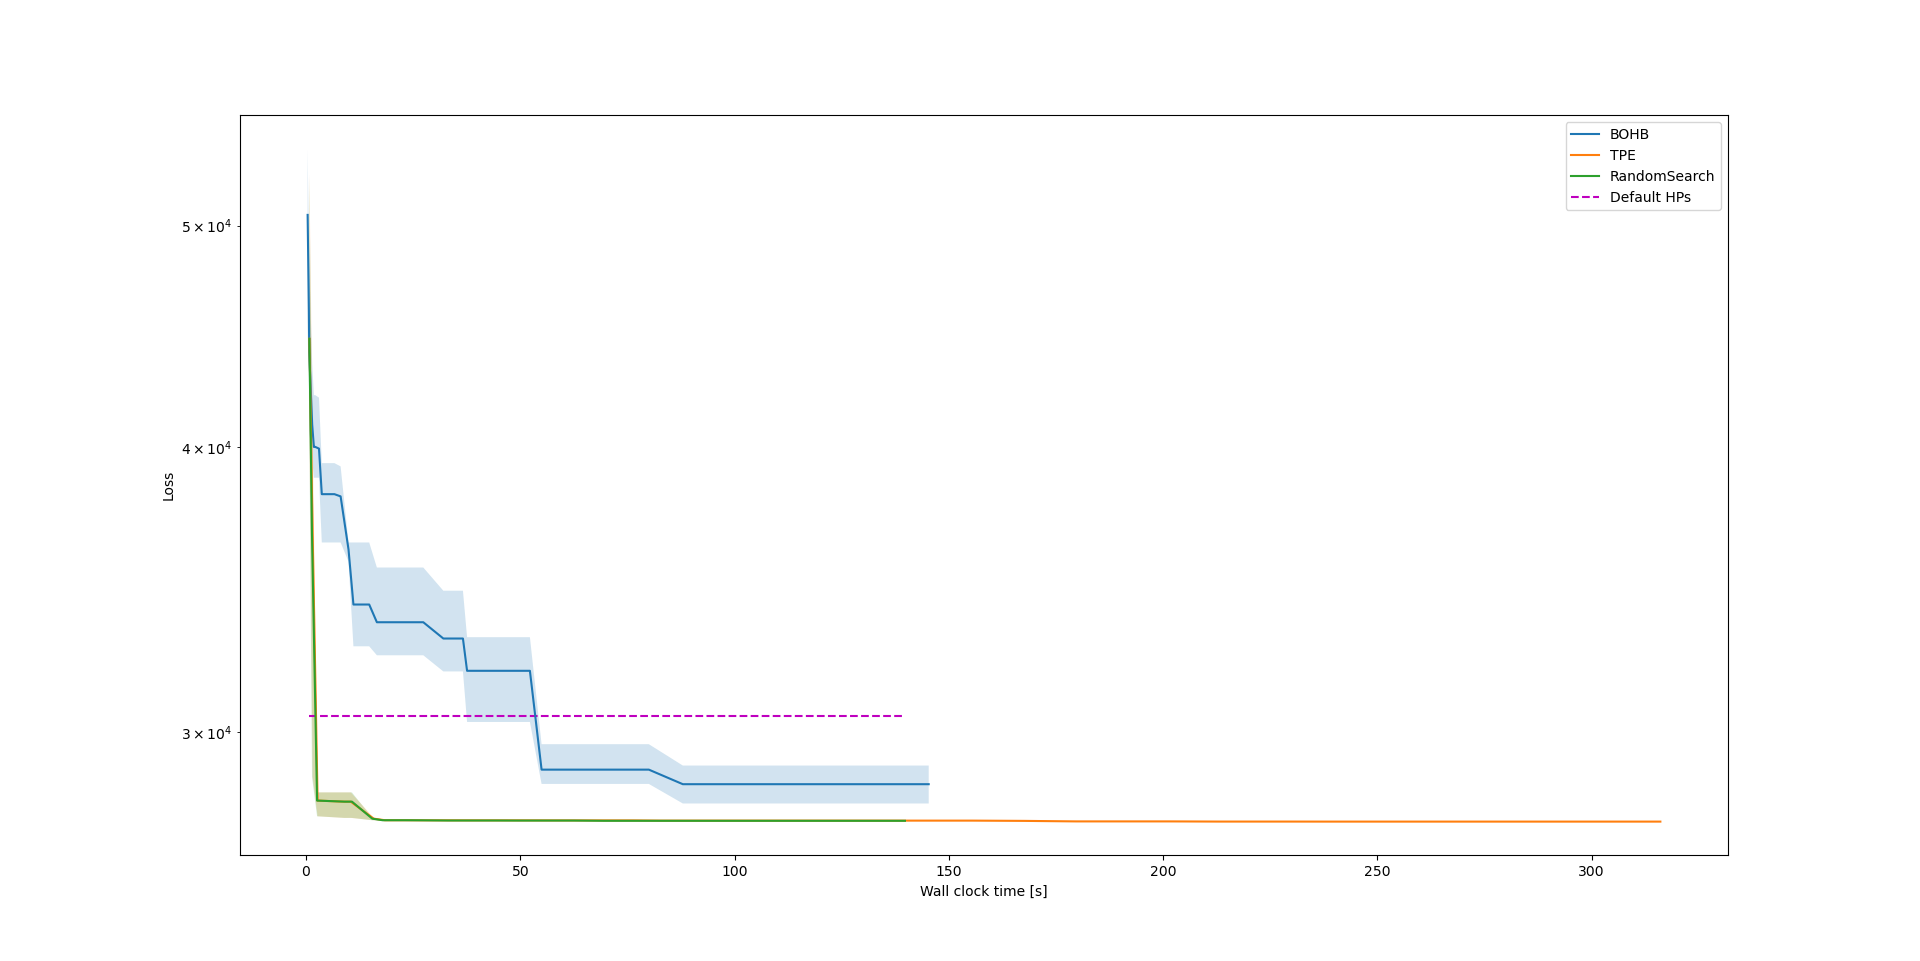 BOHB
TPE
RandomSearch
Default HPs
5 × 10⁴
4 × 10⁴
3 × 10⁴
Loss
0 50 100 150 200 250 300
Wall clock time [s]